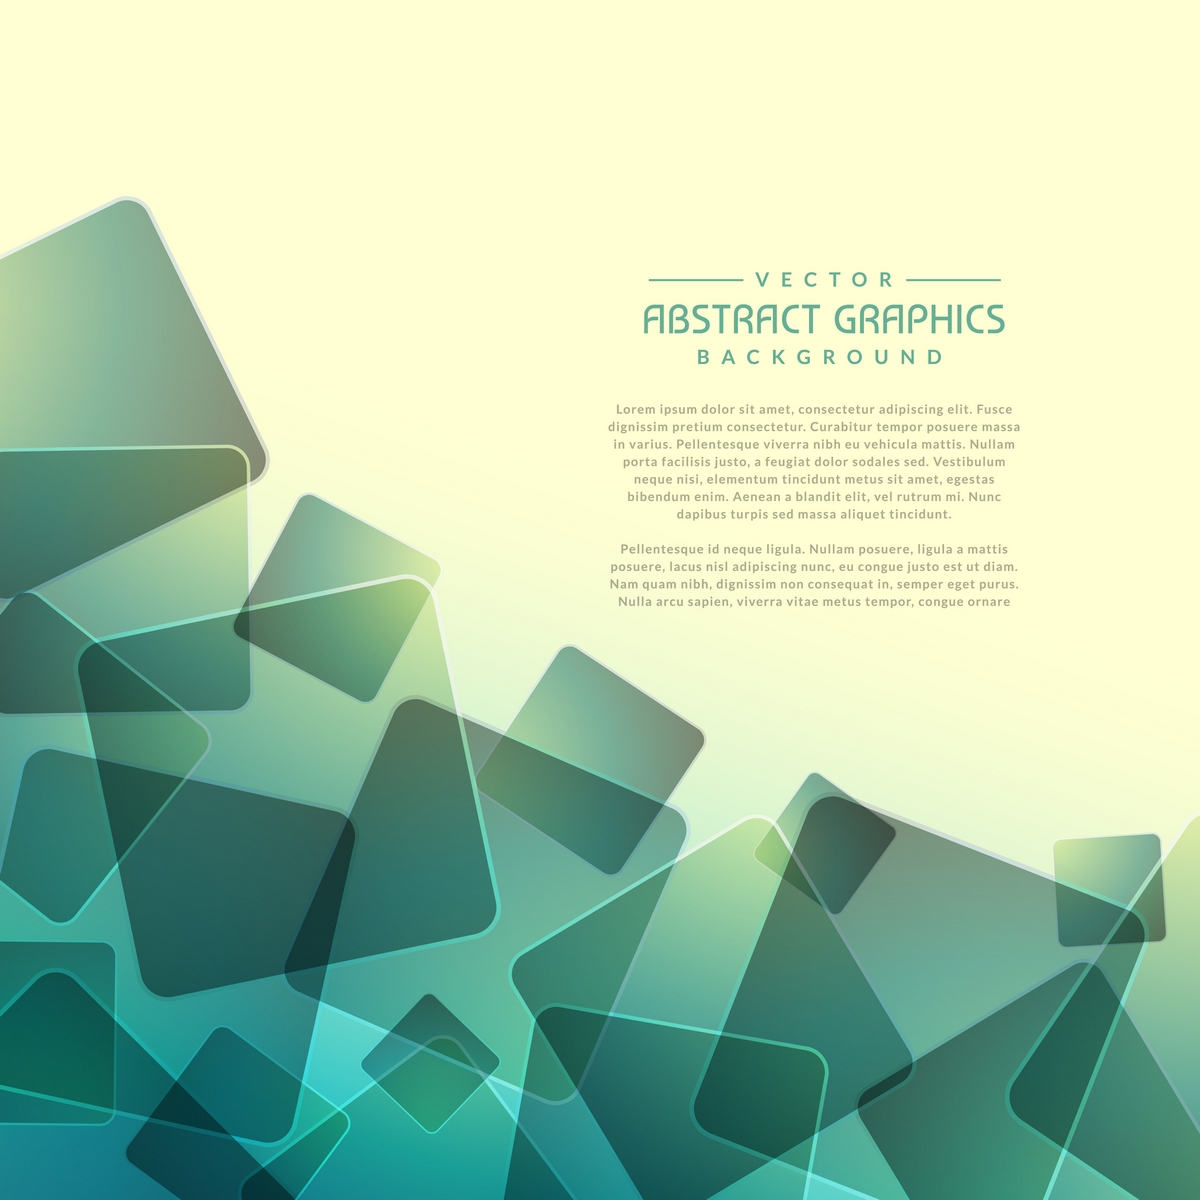 VECTOR
ABSTRACT GRAPHICS
BACKGROUND
Lorem ipsum dolor sit amet, consectetur adipiscing elit. Fusce
dignissim pretium consectetur. Curabitur tempor posuere massa
in varius. Pellentesque viverra nibh eu vehicula mattis. Nullam
porta facilisis justo, a feugiat dolor sodales sed. Vestibulum
neque nisi, elementum tincidunt metus sit amet, egestas
bibendum enim. Aenean a blandit elit, vel rutrum mi. Nunc
dapibus turpis sed massa aliquet tincidunt.
Pellentesque id neque ligula. Nullam posuere, ligula a mattis
posuere, lacus nisl adipiscing nunc, eu congue justo est ut diam.
Nam quam nibh, dignissim non consequat in, semper eget purus.
Nulla arcu sapien, viverra vitae metus tempor, congue ornare